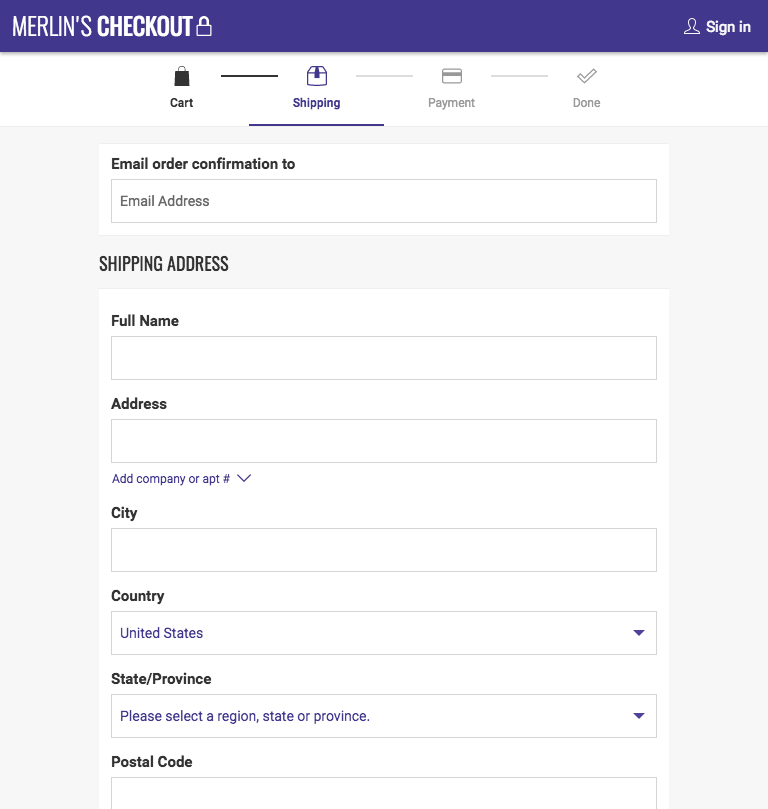 MERLIN'S CHECKOUT
Sign in
Cart
Shipping
Payment
Done
Email order confirmation to
Email Address
SHIPPING ADDRESS
Full Name
Address
Add company or apt #
City
Country
United States
State/Province
Please select a region, state or province.
Postal Code